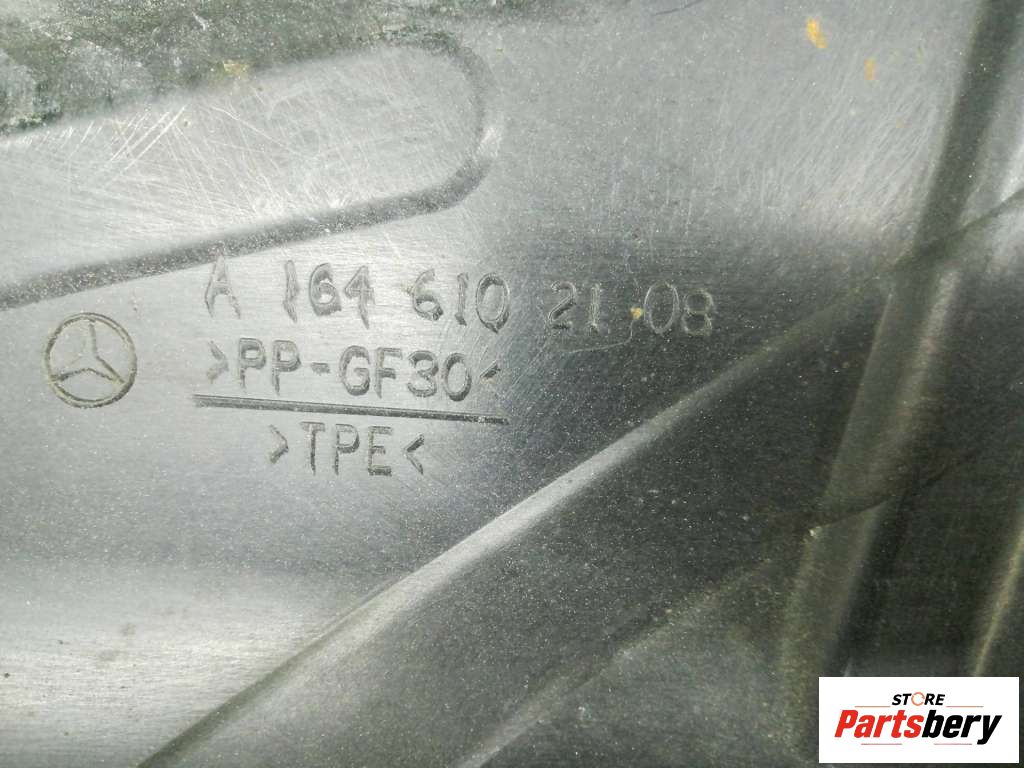 A 164 610 21 08
>PP-GF30<
>TPE<
STORE
Partsbery